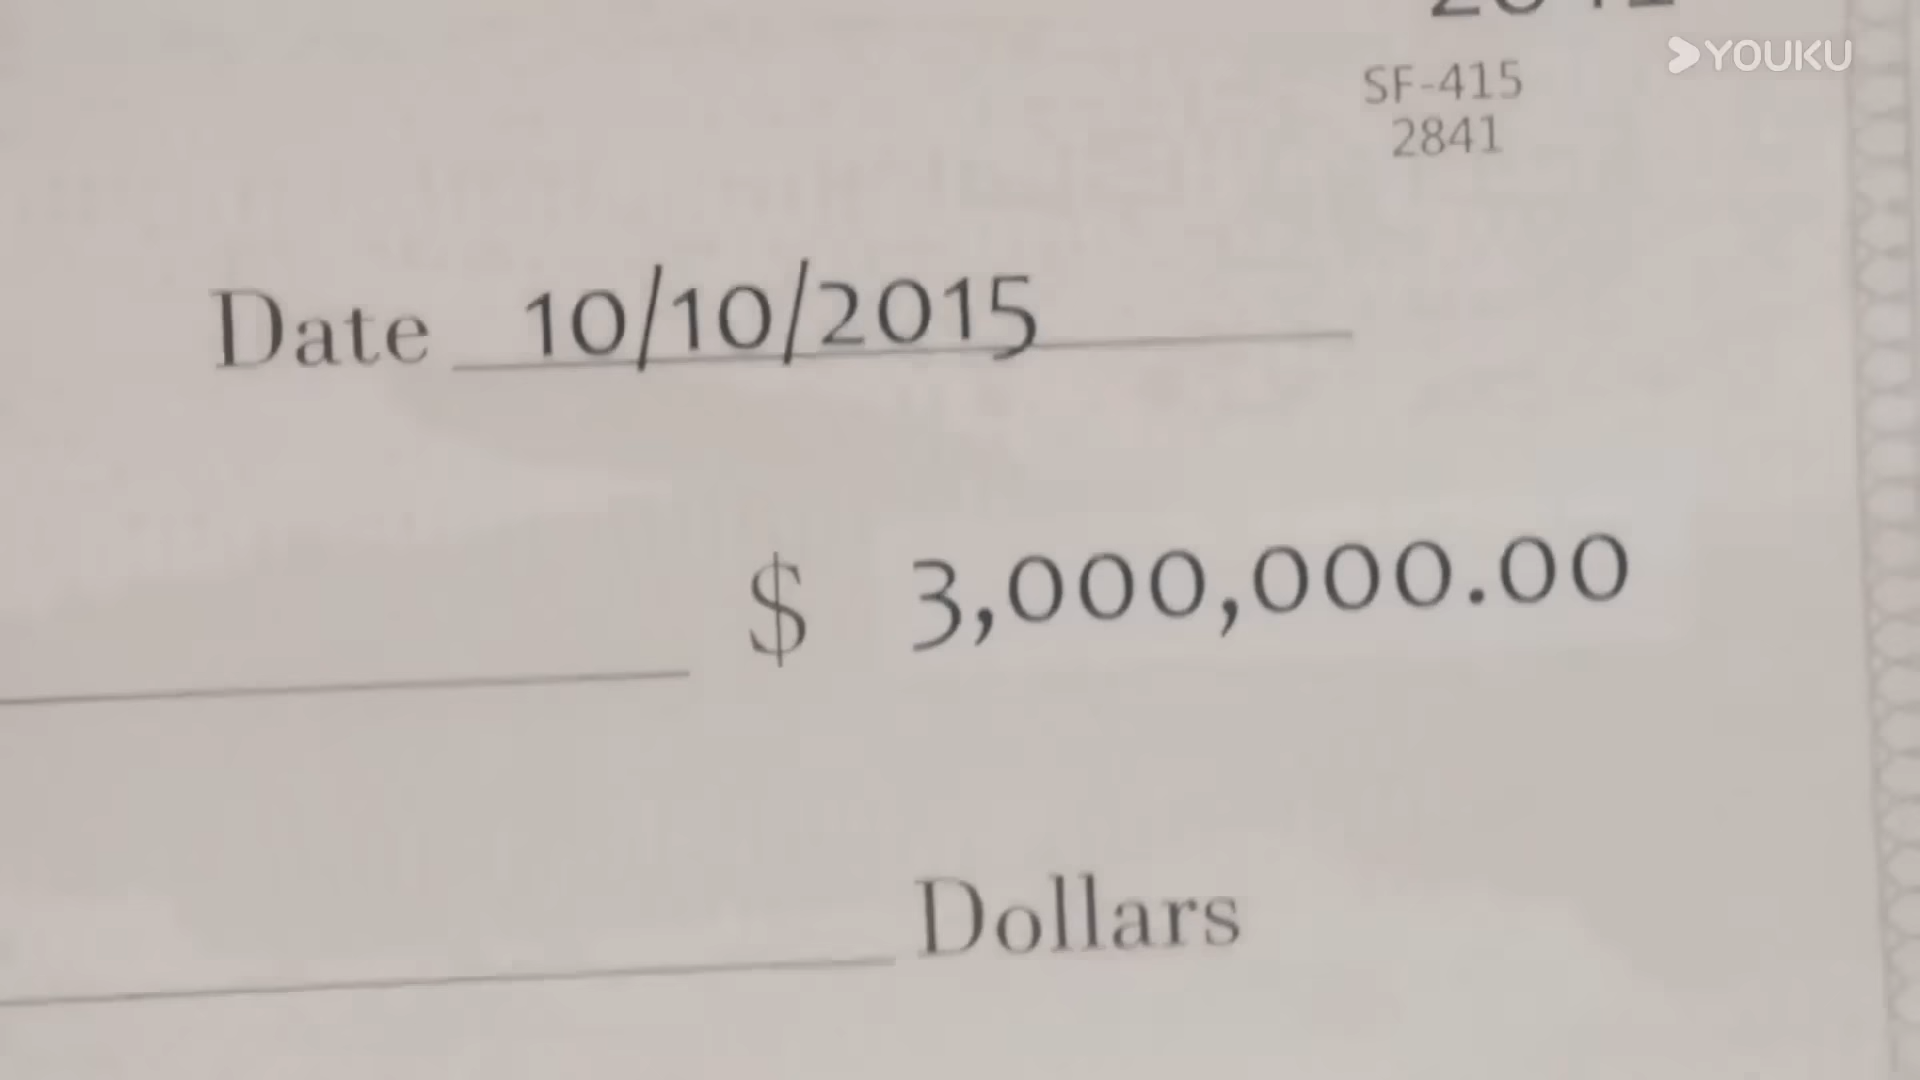 YOUKU
SF-415
2841
Date 10/10/2015
$ 3,000,000.00
Dollars